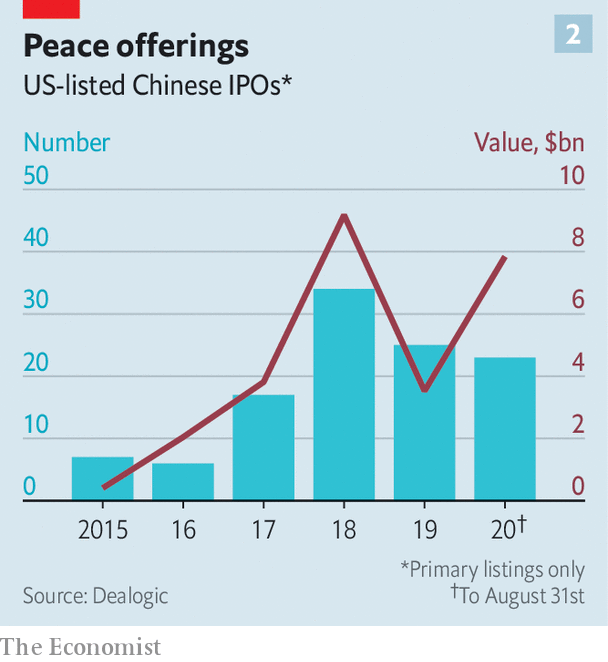 Peace offerings
2
US-listed Chinese IPOs*
Number
Value, $bn
50
10
40
8
30
6
20
4
10
2
0
0
2015
16
17
18
19
20†
*Primary listings only
Source: Dealogic
†To August 31st
The Economist